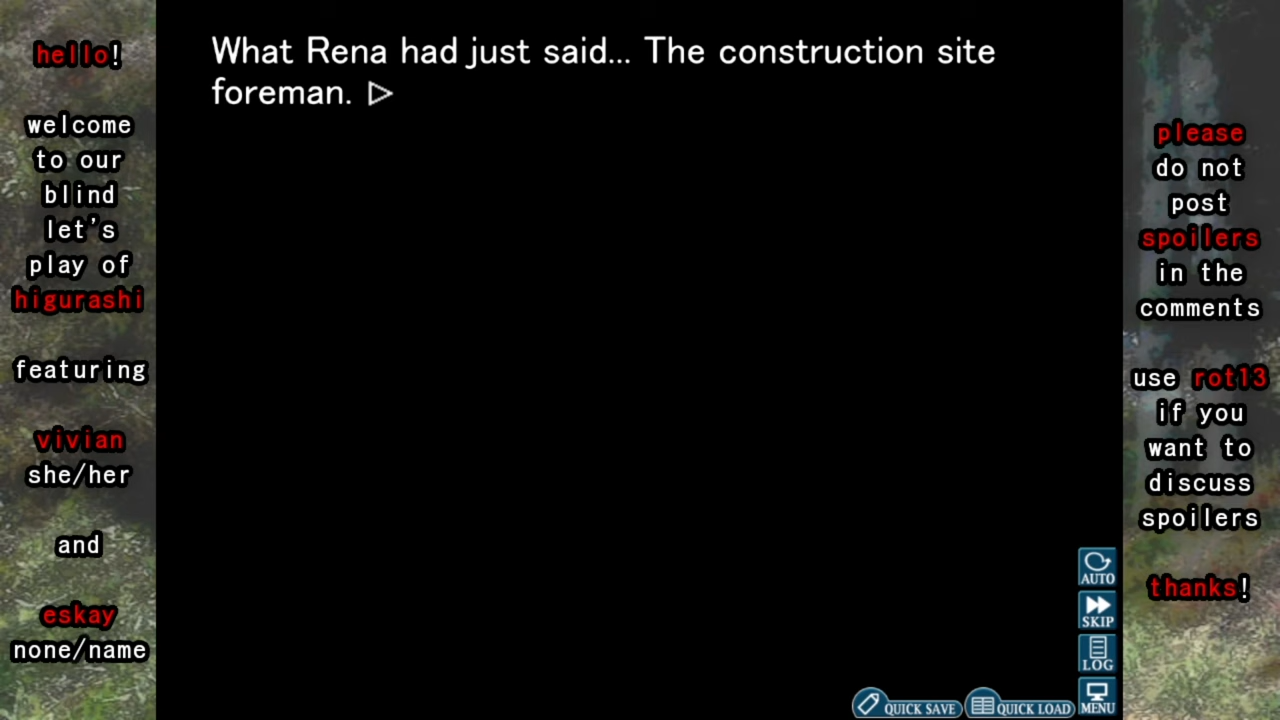 hello!
welcome
to our
blind
let's
play of
higurashi
featuring
vivian
she/her
and
eskay
none/name
What Rena had just said... The construction site
foreman.
please
do not
post
spoilers
in the
comments
use rot13
if you
want to
discuss
spoilers
thanks!
AUTO
SKIP
LOG
MENU
QUICK SAVE
QUICK LOAD